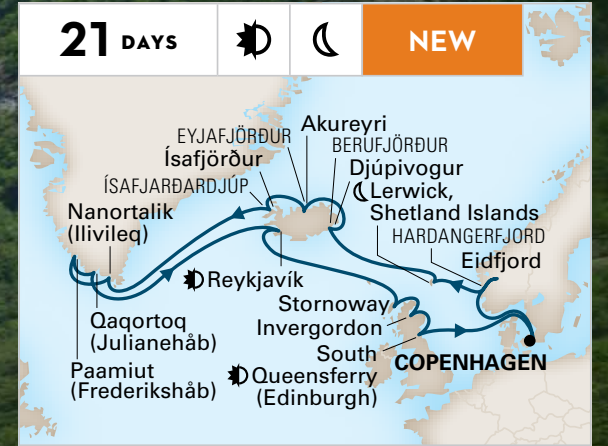 21 DAYS
NEW
Akureyri
EYJAFJÖRÐUR
BERUFJÖRÐUR
Ísafjörður
Djúpivogur
ÍSAFJARÐARDJÚP
Lerwick,
Shetland Islands
Nanortalik
(Ilivileq)
HARDANGERFJORD
Eidfjord
Reykjavík
Stornoway
Invergordon
Qaqortoq
(Julianehåb)
South
Queensferry
(Edinburgh)
COPENHAGEN
Paamiut
(Frederikshåb)